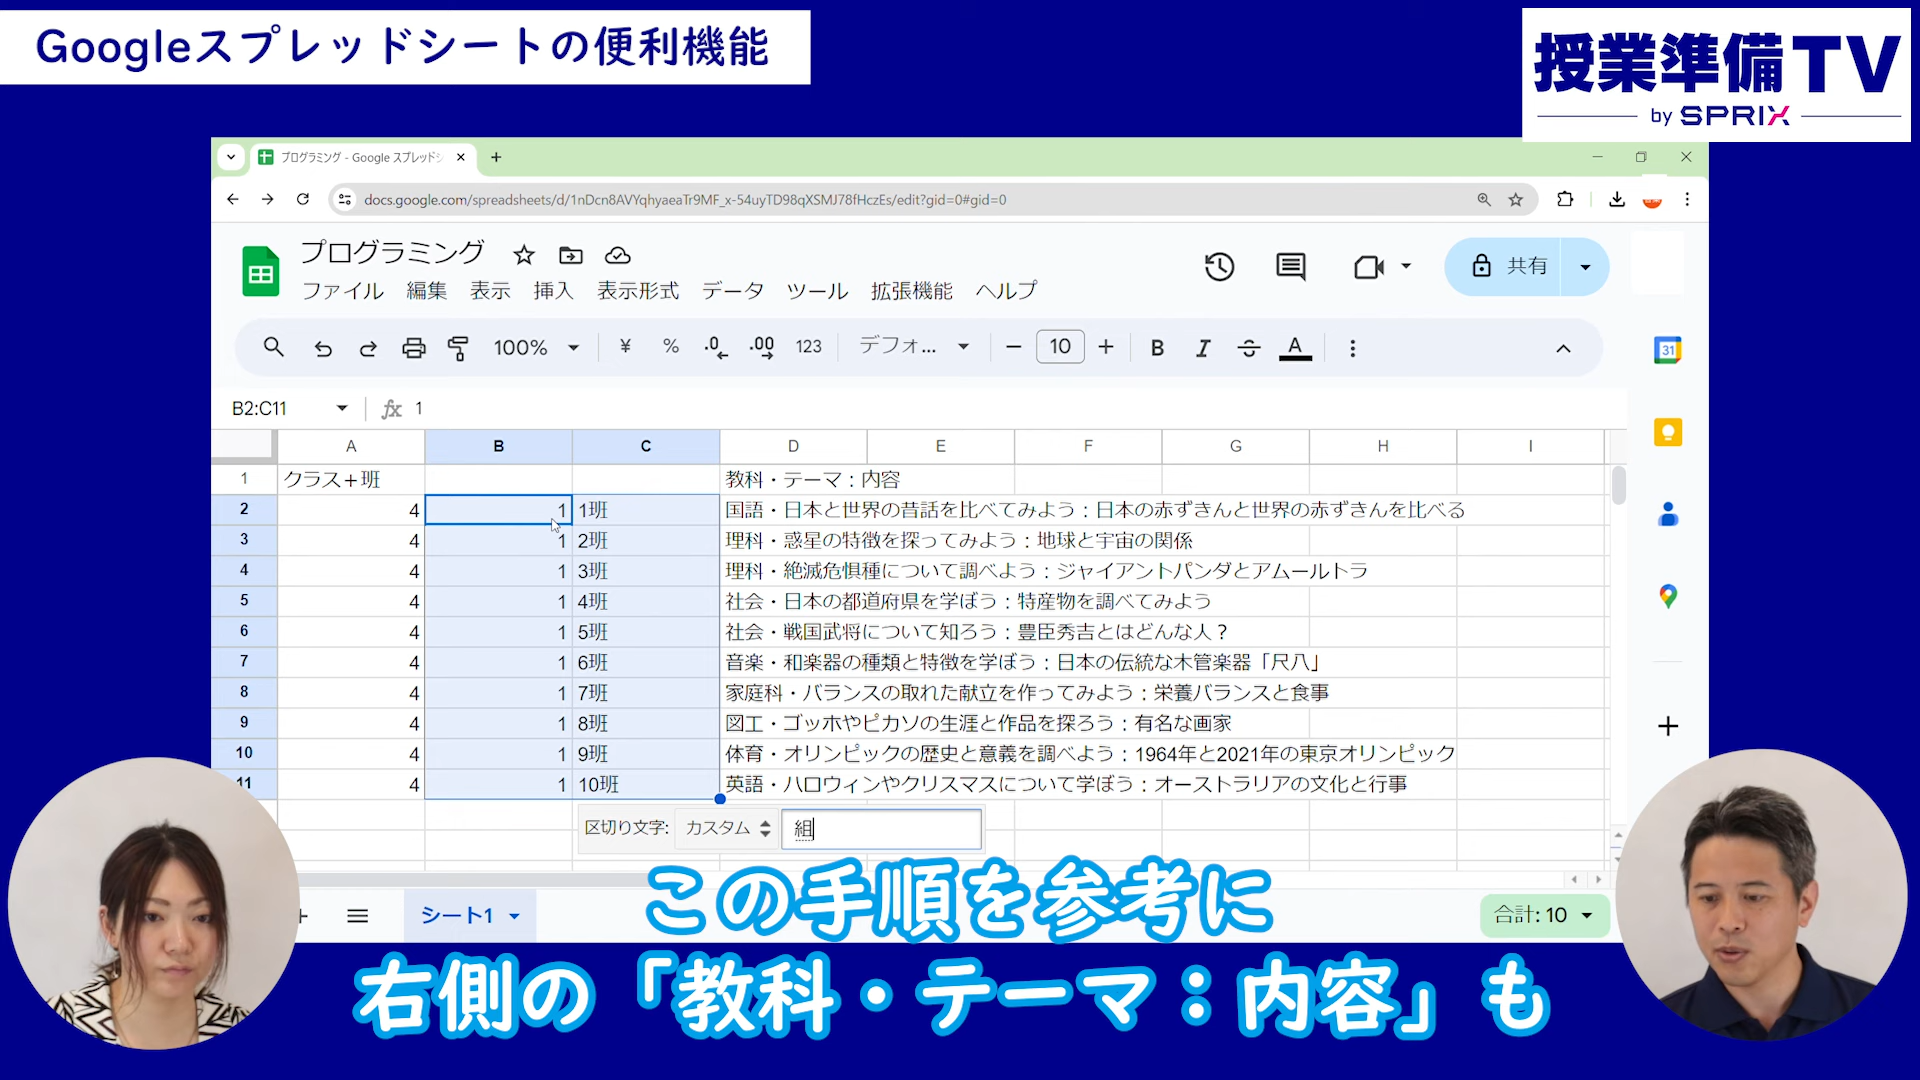 Googleスプレッドシートの便利機能
授業準備TV
by SPRIX
プログラミング - Google スプレッドシ
docs.google.com/spreadsheets/d/1nDcn8AVYqhyaeaTr9MF_x-54uyTD98qXSMJ78fHczEs/edit?gid=0#gid=0
プログラミング
ファイル 編集 表示 挿入 表示形式 データ ツール 拡張機能 ヘルプ
共有
100% ¥ % .0 .00 123 デフォ... 10 B I S A
31
B2:C11 fx 1
A B C D E F G H I
1 クラス+班 教科・テーマ：内容
2 4 1 1班 国語・日本と世界の昔話を比べてみよう：日本の赤ずきんと世界の赤ずきんを比べる
3 4 1 2班 理科・惑星の特徴を探ってみよう：地球と宇宙の関係
4 4 1 3班 理科・絶滅危惧種について調べよう：ジャイアントパンダとアムールトラ
5 4 1 4班 社会・日本の都道府県を学ぼう：特産物を調べてみよう
6 4 1 5班 社会・戦国武将について知ろう：豊臣秀吉とはどんな人？
7 4 1 6班 音楽・和楽器の種類と特徴を学ぼう：日本の伝統な木管楽器「尺八」
8 4 1 7班 家庭科・バランスの取れた献立を作ってみよう：栄養バランスと食事
9 4 1 8班 図工・ゴッホやピカソの生涯と作品を探ろう：有名な画家
10 4 1 9班 体育・オリンピックの歴史と意義を調べよう：1964年と2021年の東京オリンピック
11 4 1 10班 英語・ハロウィンやクリスマスについて学ぼう：オーストラリアの文化と行事
区切り文字: カスタム 組
シート1
合計: 10
この手順を参考に
右側の「教科・テーマ：内容」も